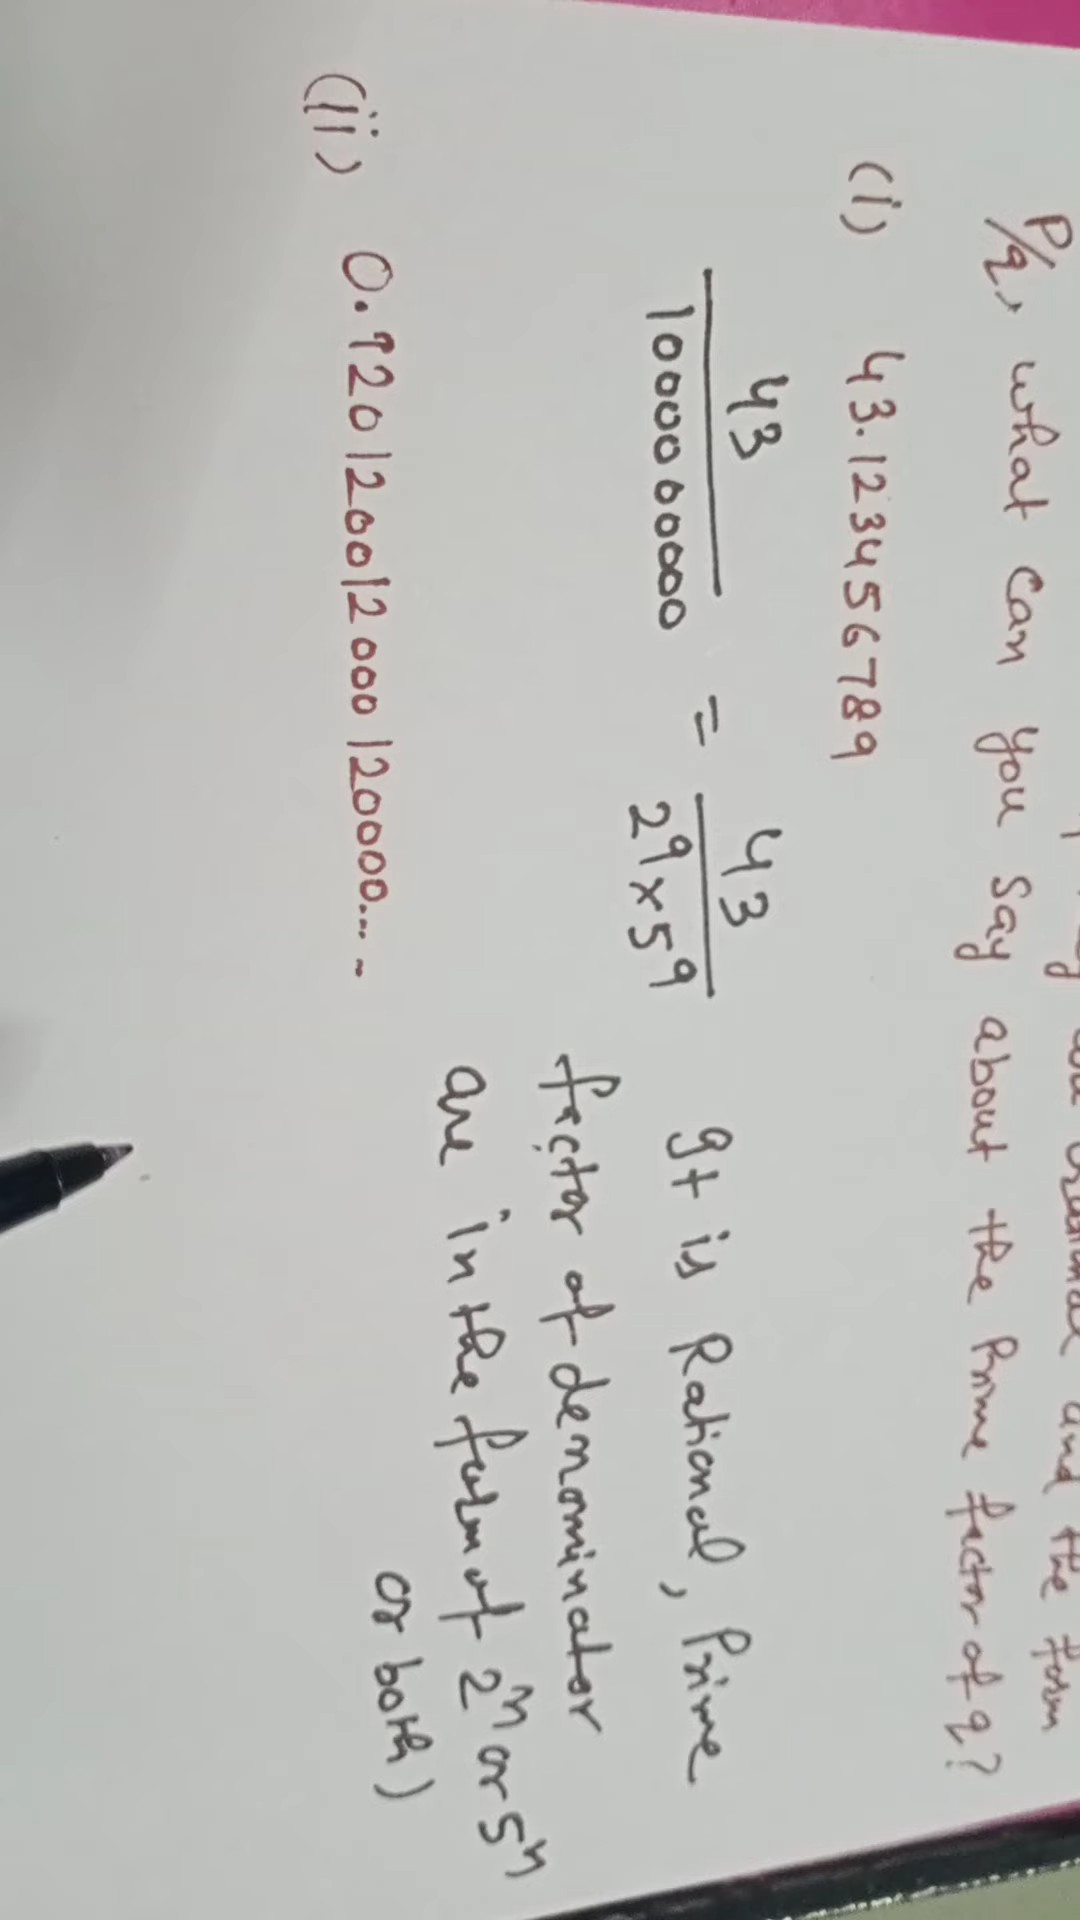 and the form
P/q, what can you say about the Prime factor of q?
(i) 43.123456789
43 / 1000000000 = 43 / 2⁹×5⁹ It is Rational, Prime
factor of denominator
are in the form of 2ⁿ or 5ⁿ
or both)
(ii) 0.120120012000120000....